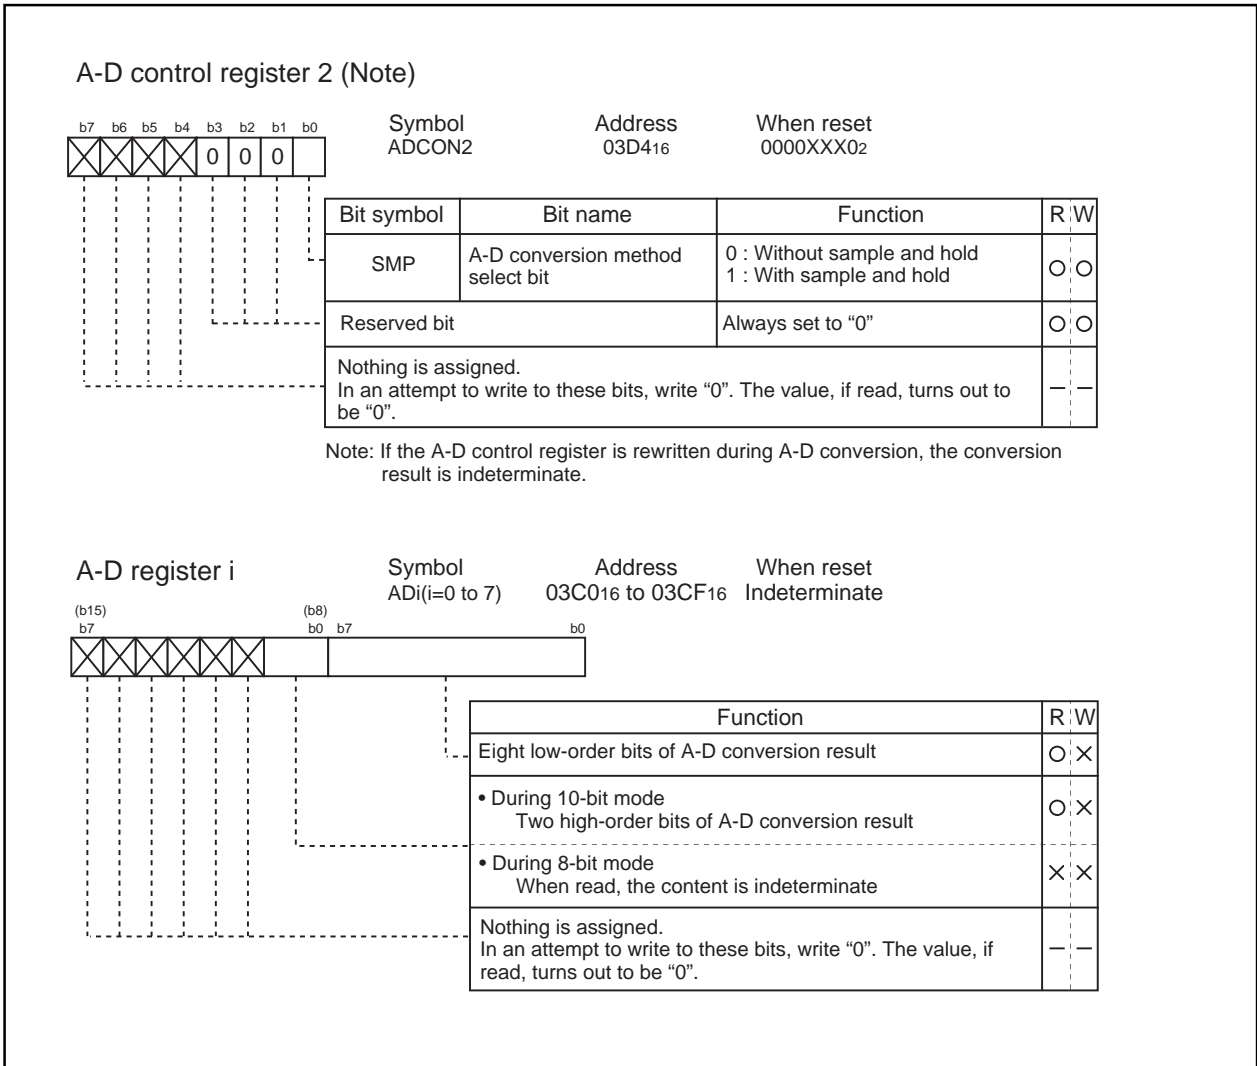 A-D control register 2 (Note)
b7 b6 b5 b4 b3 b2 b1 b0
0 0 0
Symbol Address When reset
ADCON2 03D416 0000XXX02
Bit symbol Bit name Function R W
SMP A-D conversion method select bit 0 : Without sample and hold
1 : With sample and hold
Reserved bit Always set to “0”
Nothing is assigned.
In an attempt to write to these bits, write “0”. The value, if read, turns out to
be “0”.
Note: If the A-D control register is rewritten during A-D conversion, the conversion
result is indeterminate.
A-D register i
Symbol Address When reset
ADi(i=0 to 7) 03C016 to 03CF16 Indeterminate
(b15) (b8)
b7 b0 b7 b0
Function R W
Eight low-order bits of A-D conversion result
• During 10-bit mode
Two high-order bits of A-D conversion result
• During 8-bit mode
When read, the content is indeterminate
Nothing is assigned.
In an attempt to write to these bits, write “0”. The value, if
read, turns out to be “0”.